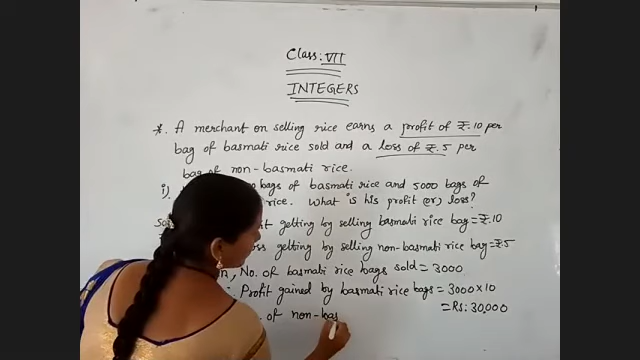 Class: VII
INTEGERS
*. A merchant on selling rice earns a profit of ₹.10 per
bag of basmati rice sold and a loss of ₹.5 per
bag of non-basmati rice.
i) bags of basmati rice and 5000 bags of
rice. What is his profit (or) loss?
getting by selling basmati rice bag = ₹.10
getting by selling non-basmati rice bag = ₹.5
No. of basmati rice bags sold = 3000
Profit gained by basmati rice bags = 3000×10
= Rs: 30,000
of non-bas